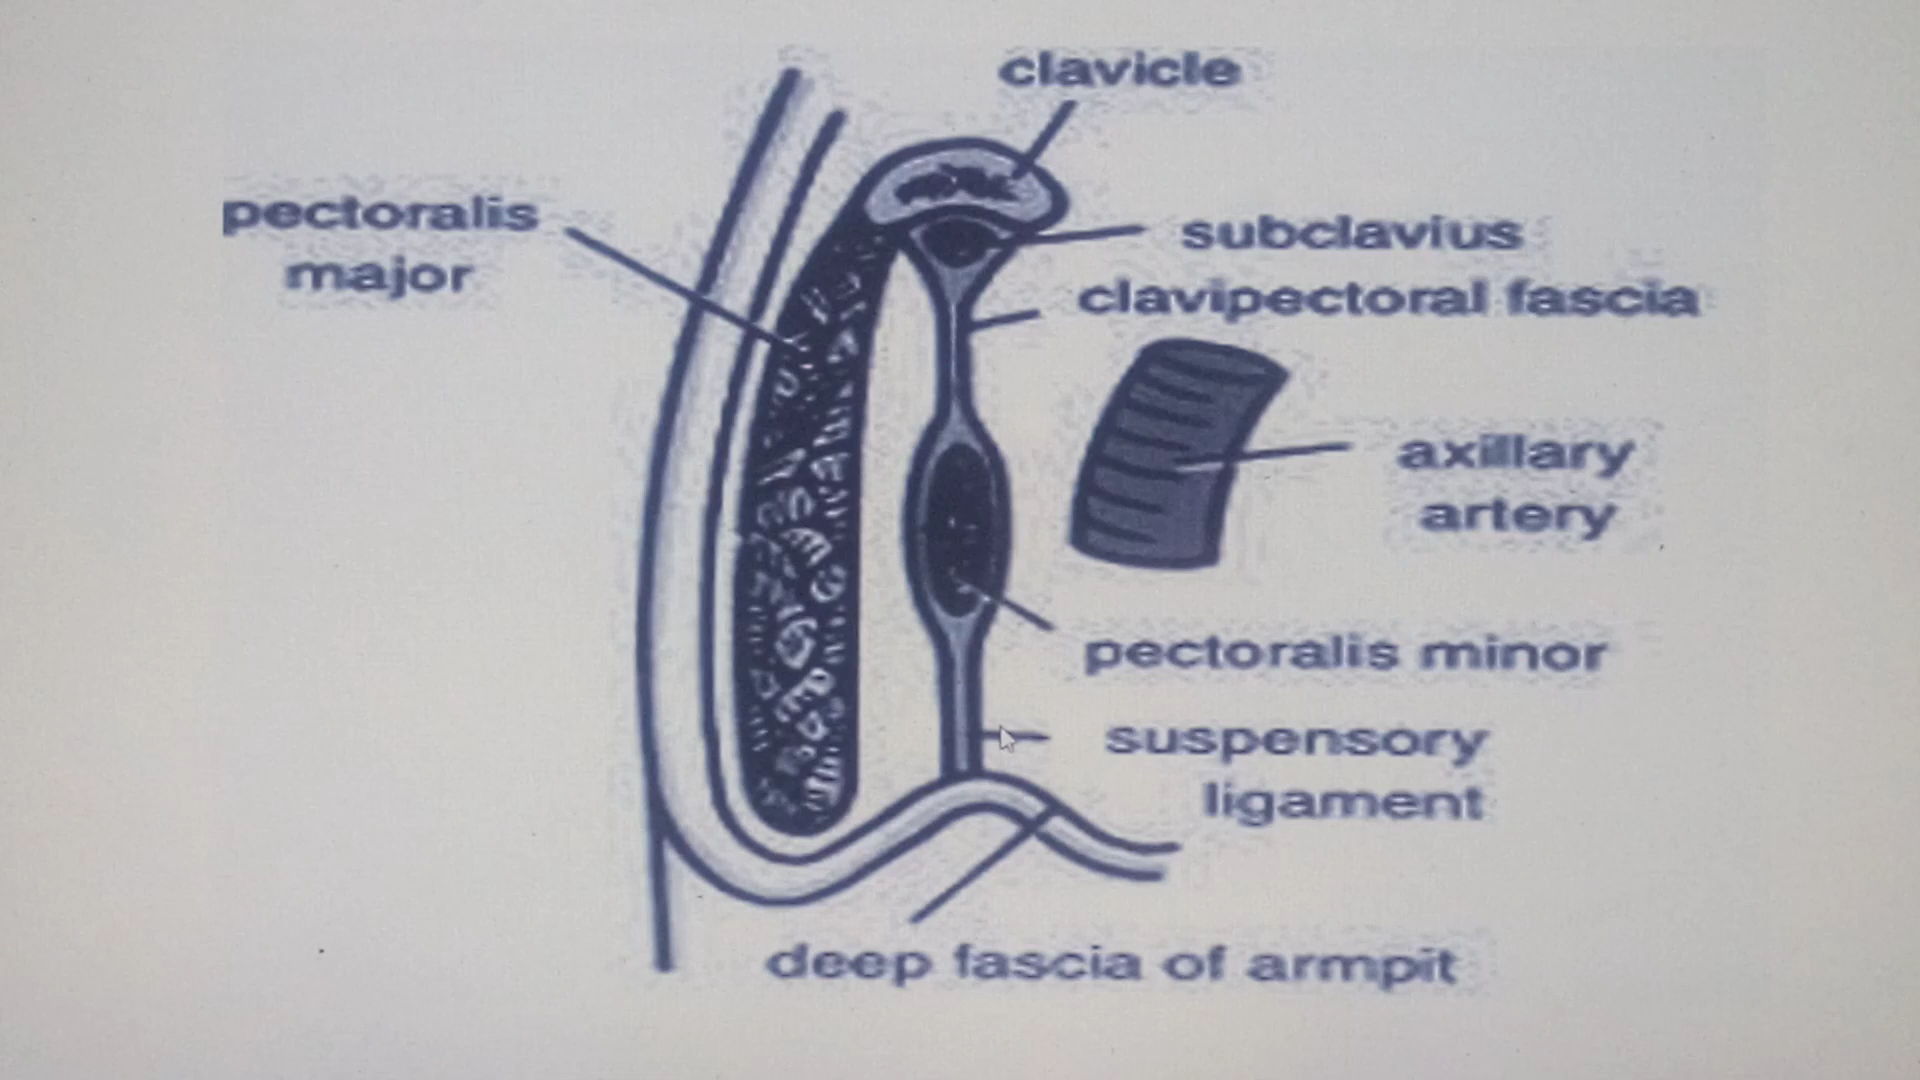 clavicle
pectoralis
major
subclavius
clavipectoral fascia
axillary
artery
pectoralis minor
suspensory
ligament
deep fascia of armpit